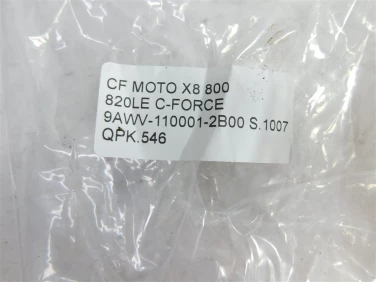 CF MOTO X8 800
820LE C-FORCE
9AWV-110001-2B00 S.1007
QPK.546